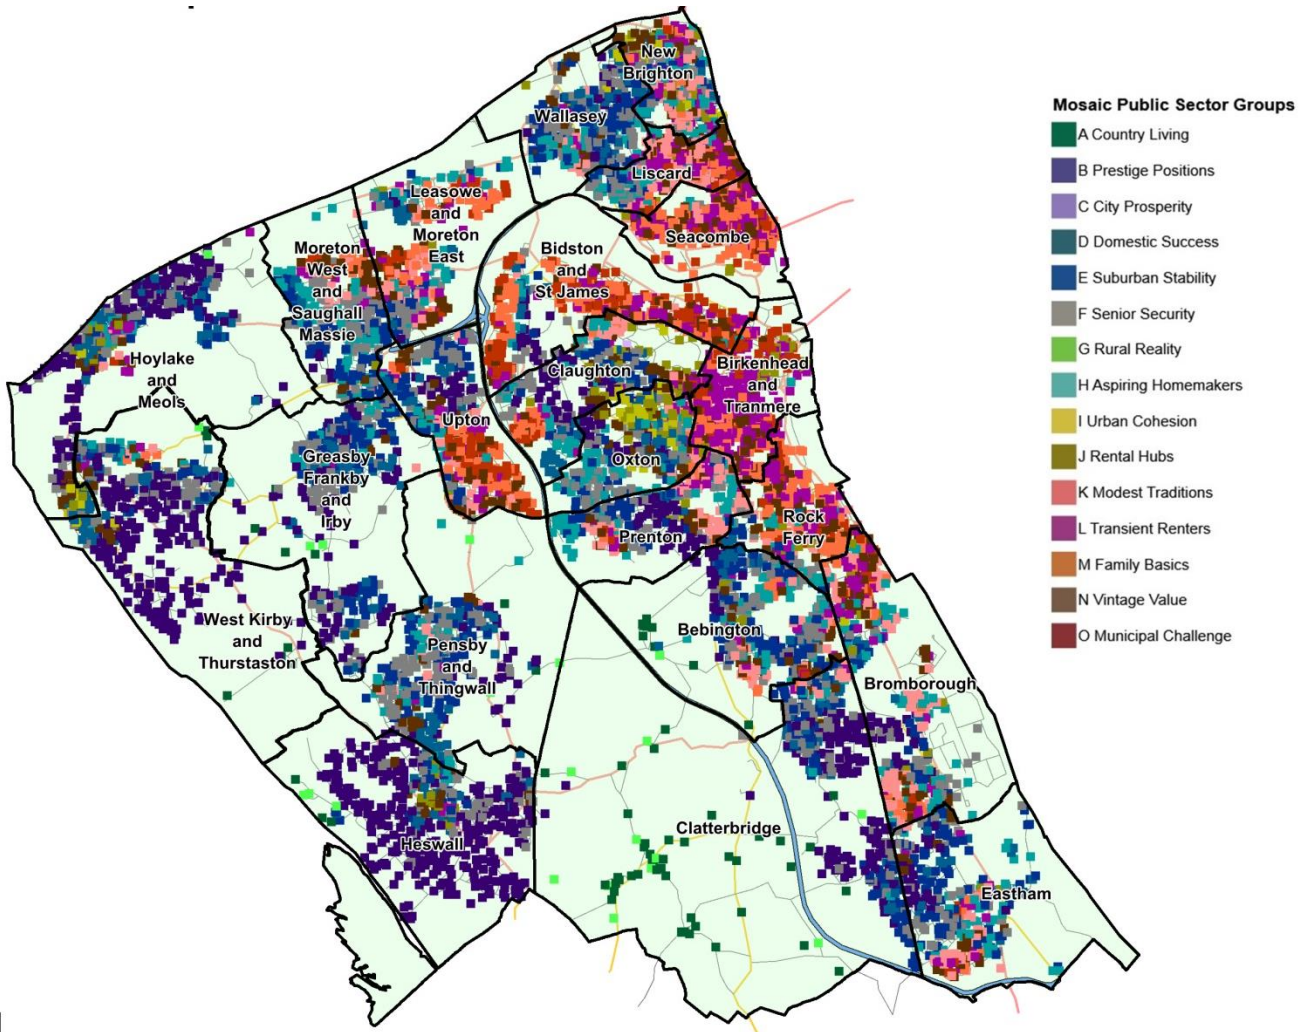 New
Brighton
Wallasey
Liscard
Leasowe
and
Moreton
East
Seacombe
Moreton
West
and
Saughall
Massie
Bidston
and
St James
Hoylake
and
Meols
Claughton
Birkenhead
and
Tranmere
Upton
Greasby
Frankby
and
Irby
Oxton
Prenton
Rock
Ferry
West Kirby
and
Thurstaston
Pensby
and
Thingwall
Bebington
Bromborough
Heswall
Clatterbridge
Eastham
Mosaic Public Sector Groups
A Country Living
B Prestige Positions
C City Prosperity
D Domestic Success
E Suburban Stability
F Senior Security
G Rural Reality
H Aspiring Homemakers
I Urban Cohesion
J Rental Hubs
K Modest Traditions
L Transient Renters
M Family Basics
N Vintage Value
O Municipal Challenge